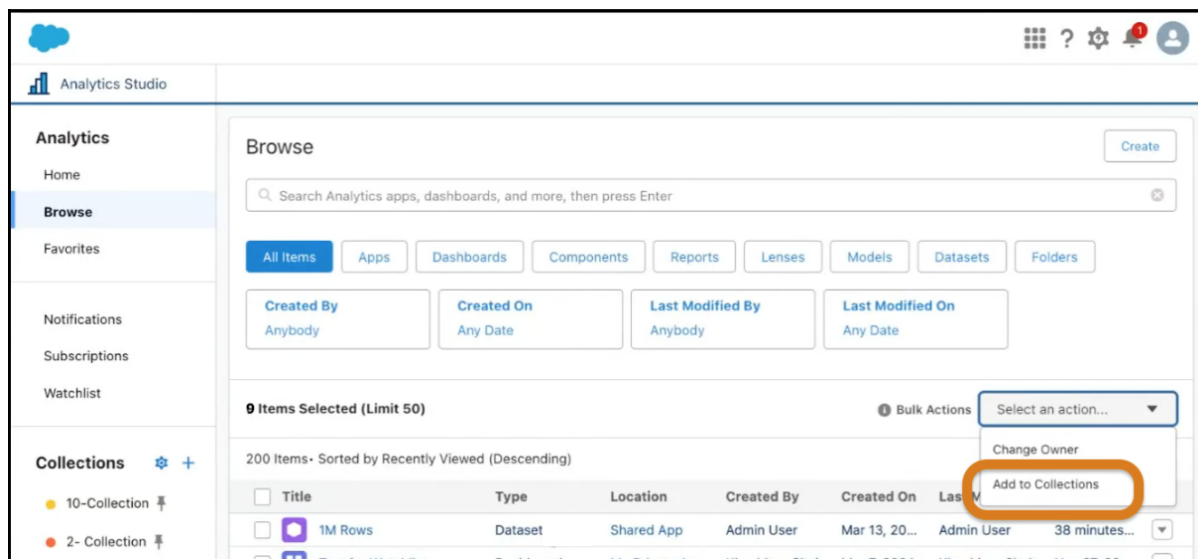 1
Analytics Studio
Analytics
Home
Browse
Favorites
Notifications
Subscriptions
Watchlist
Collections
10-Collection
2- Collection
Browse
Create
Search Analytics apps, dashboards, and more, then press Enter
All Items Apps Dashboards Components Reports Lenses Models Datasets Folders
Created By Created On Last Modified By Last Modified On
Anybody Any Date Anybody Any Date
9 Items Selected (Limit 50) Bulk Actions Select an action...
Change Owner
Add to Collections
200 Items• Sorted by Recently Viewed (Descending)
Title Type Location Created By Created On
1M Rows Dataset Shared App Admin User Mar 13, 20... Admin User 38 minutes...